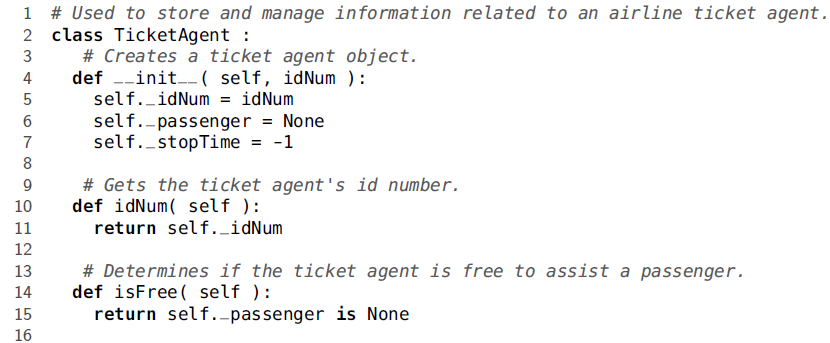 1 # Used to store and manage information related to an airline ticket agent.
2 class TicketAgent :
3 # Creates a ticket agent object.
4 def __init__( self, idNum ):
5 self._idNum = idNum
6 self._passenger = None
7 self._stopTime = -1
8
9 # Gets the ticket agent's id number.
10 def idNum( self ):
11 return self._idNum
12
13 # Determines if the ticket agent is free to assist a passenger.
14 def isFree( self ):
15 return self._passenger is None
16